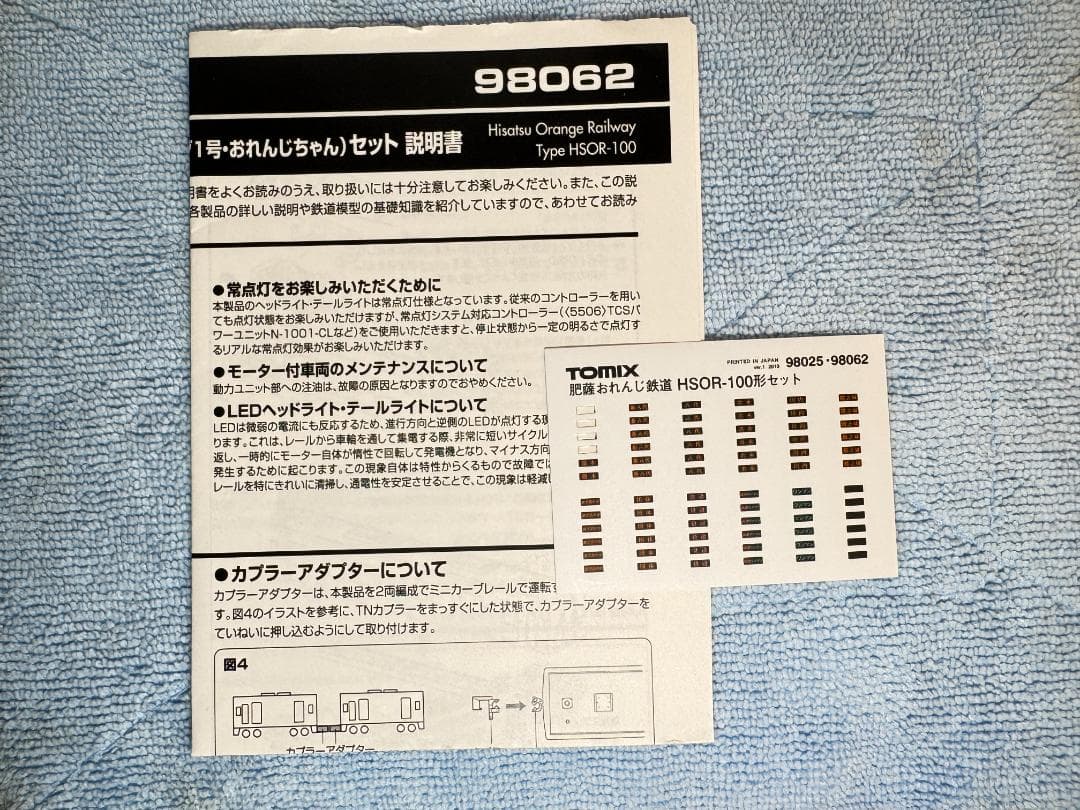 98062
1号・おれんじちゃん)セット 説明書
Hisatsu Orange Railway
Type HSOR-100
書をよくお読みのうえ、取り扱いには十分注意してお楽しみください。また、この説
各製品の詳しい説明や鉄道模型の基礎知識を紹介していますので、あわせてお読み
●常点灯をお楽しみいただくために
本製品のヘッドライト・テールライトは常点灯仕様となっています。従来のコントローラーを用い
ても点灯状態をお楽しみいただけますが、常点灯システム対応コントローラー(〈5506〉TCSパ
ワーユニットN-1001-CLなど)をご使用いただきますと、停止状態から一定の明るさで点灯す
るリアルな常点灯効果がお楽しみいただけます。
●モーター付車両のメンテナンスについて
動力ユニット部への注油は、故障の原因となりますのでおやめください。
●LEDヘッドライト・テールライトについて
LEDは微弱の電流にも反応するため、進行方向と逆側のLEDが点灯する現
ります。これは、レールから車輪を通して集電する際、非常に短いサイクル
返し、一時的にモーター自体が惰性で回転して発電機となり、マイナス方向
発生するために起こります。この現象自体は特性からくるもので故障では
レールを特にきれいに清掃し、通電性を安定させることで、この現象は軽減
●カプラーアダプターについて
カプラーアダプターは、本製品を2両編成でミニカーブレールで運転
す。図4のイラストを参考に、TNカプラーをまっすぐにした状態で、カプラーアダプターを
ていねいに押し込むようにして取り付けます。
図4
カプラーアダプター
TOMIX
PRINTED IN JAPAN
ver.1 2013
98025・98062
肥薩おれんじ鉄道 HSOR-100形セット